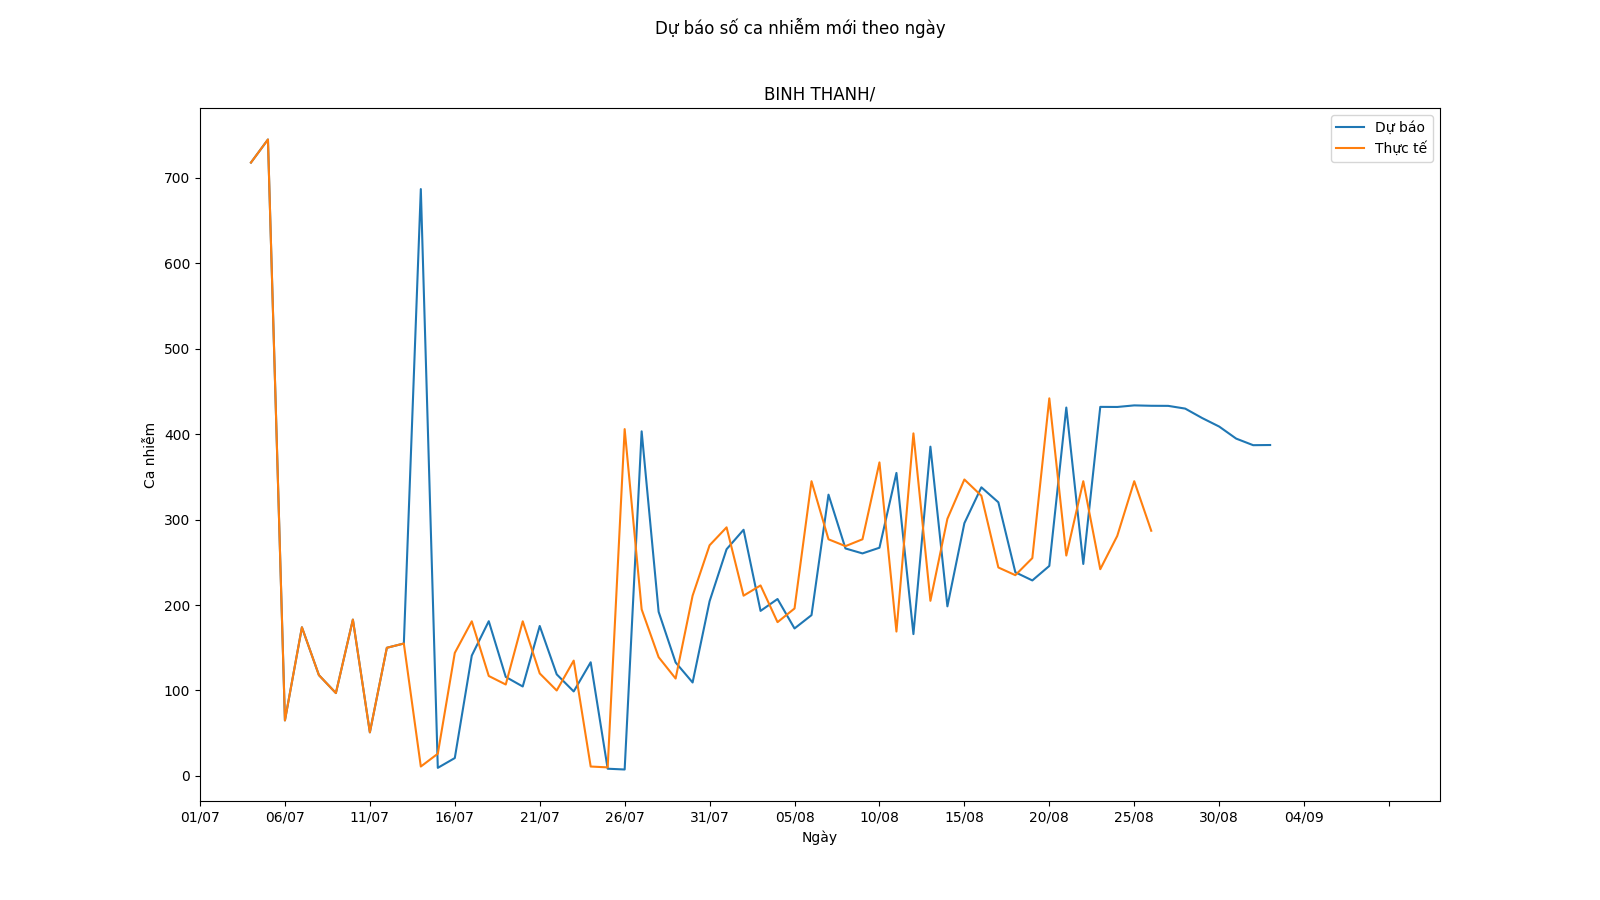 Dự báo số ca nhiễm mới theo ngày
BINH THANH/
Dự báo
Thực tế
700
600
500
400
300
200
100
0
Ca nhiễm
01/07 06/07 11/07 16/07 21/07 26/07 31/07 05/08 10/08 15/08 20/08 25/08 30/08 04/09
Ngày